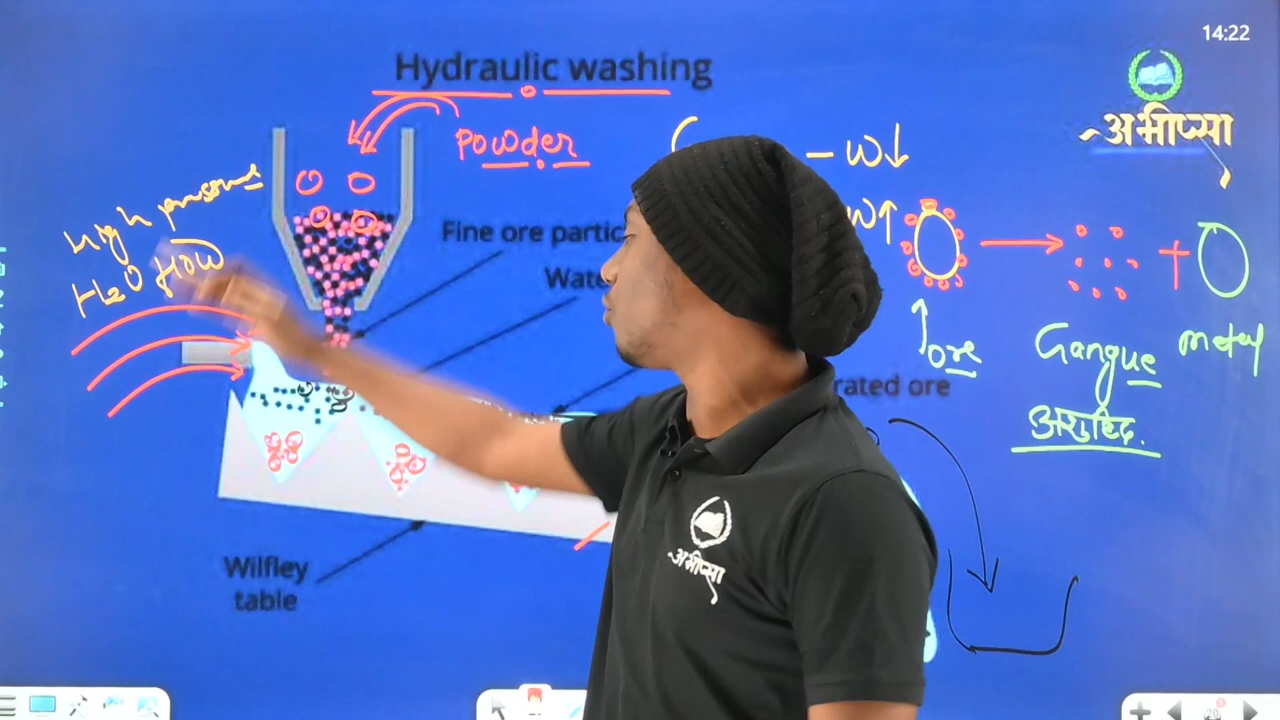 14:22
Hydraulic washing
अभीप्सा
Powder
– W↓
High pressure
H₂O flow
W↑
Fine ore partic
Wate
ore
Gangue
metal
rated ore
अशुद्धि
अभीप्सा
Wilfley
table